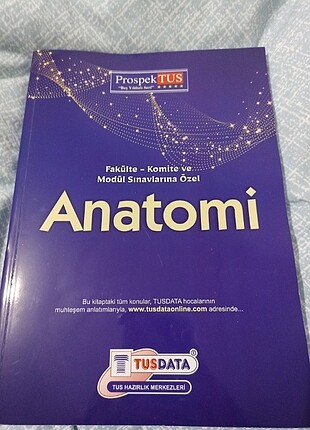 ProspekTUS
"Beş Yıldızlı Seri" ★★★★★
Fakülte - Komite ve
Modül Sınavlarına Özel
Anatomi
Bu kitaptaki tüm konular, TUSDATA hocalarının
muhteşem anlatımlarıyla, www.tusdataonline.com adresinde...
TUSDATA®
TUS HAZIRLIK MERKEZLERİ